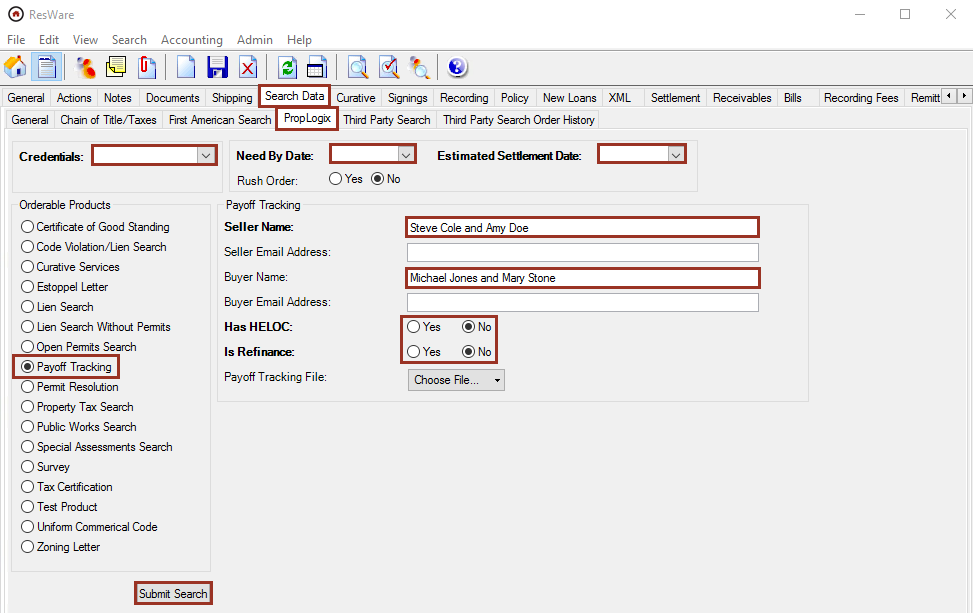 ResWare
File Edit View Search Accounting Admin Help
General Actions Notes Documents Shipping Search Data Curative Signings Recording Policy New Loans XML Settlement Receivables Bills Recording Fees Remitt
General Chain of Title/Taxes First American Search PropLogix Third Party Search Third Party Search Order History
Credentials: Need By Date: Estimated Settlement Date:
Rush Order: Yes No
Orderable Products
Certificate of Good Standing
Code Violation/Lien Search
Curative Services
Estoppel Letter
Lien Search
Lien Search Without Permits
Open Permits Search
Payoff Tracking
Permit Resolution
Property Tax Search
Public Works Search
Special Assessments Search
Survey
Tax Certification
Test Product
Uniform Commerical Code
Zoning Letter
Payoff Tracking
Seller Name: Steve Cole and Amy Doe
Seller Email Address:
Buyer Name: Michael Jones and Mary Stone
Buyer Email Address:
Has HELOC: Yes No
Is Refinance: Yes No
Payoff Tracking File: Choose File...
Submit Search